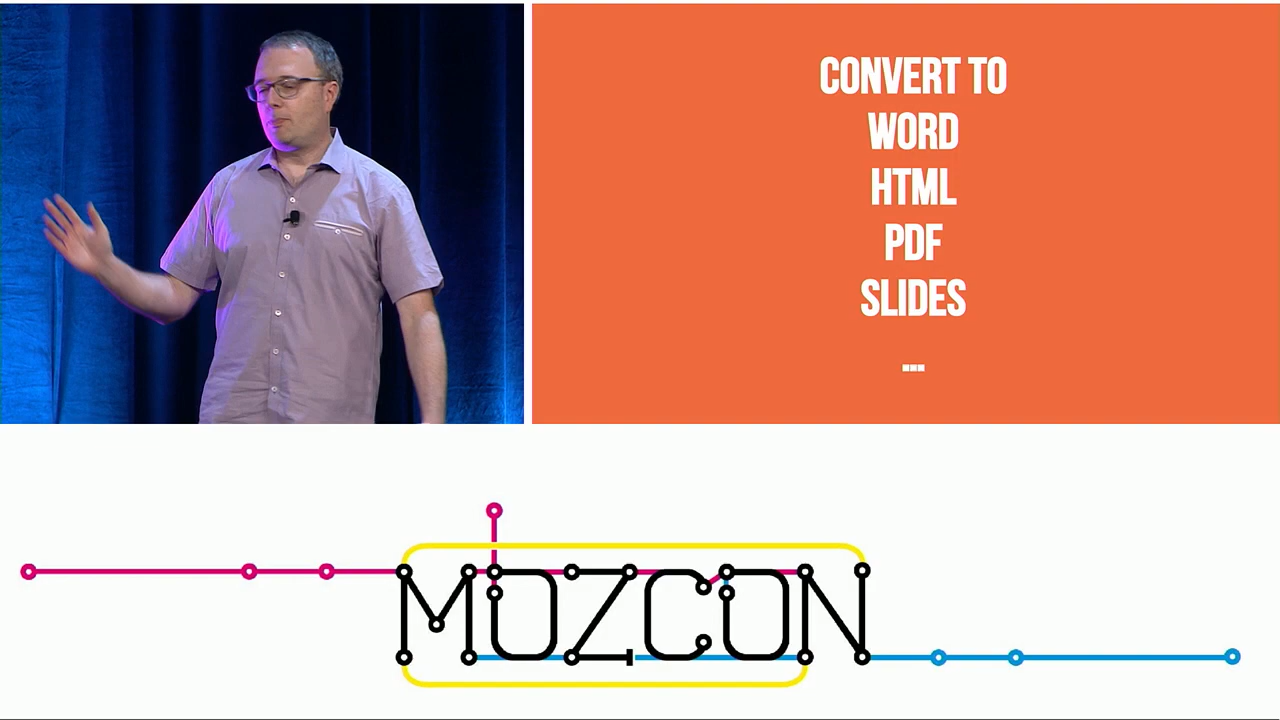 CONVERT TO
WORD
HTML
PDF
SLIDES
...
MOZCON